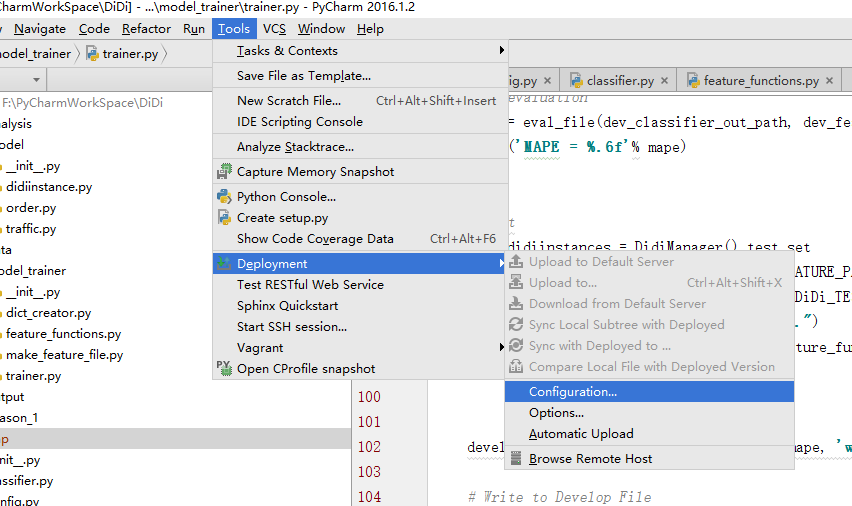 CharmWorkSpace\DiDi] - ...\model_trainer\trainer.py - PyCharm 2016.1.2
Navigate Code Refactor Run Tools VCS Window Help
model_trainer trainer.py
F:\PyCharmWorkSpace\DiDi
nalysis
odel
__init__.py
didiinstance.py
order.py
traffic.py
ta
odel_trainer
__init__.py
dict_creator.py
feature_functions.py
make_feature_file.py
trainer.py
utput
ason_1
p
nit__.py
assifier.py
nfig.py
Tasks & Contexts
Save File as Template...
New Scratch File... Ctrl+Alt+Shift+Insert
IDE Scripting Console
Analyze Stacktrace...
Capture Memory Snapshot
Python Console...
Create setup.py
Show Code Coverage Data Ctrl+Alt+F6
Deployment
Test RESTful Web Service
Sphinx Quickstart
Start SSH session...
Vagrant
Open CProfile snapshot
Upload to Default Server
Upload to... Ctrl+Alt+Shift+X
Download from Default Server
Sync Local Subtree with Deployed
Sync with Deployed to ...
Compare Local File with Deployed Version
Configuration...
Options...
Automatic Upload
Browse Remote Host
ig.py classifier.py feature_functions.py
evaluation
= eval_file(dev_classifier_out_path, dev_fe
('MAPE = %.6f'% mape)
t
didiinstances = DidiManager().test_set
ATURE_PA
DiDi_TE
.")
ture_fun
100
101
102 devel ape, 'w
103
104 # Write to Develop File